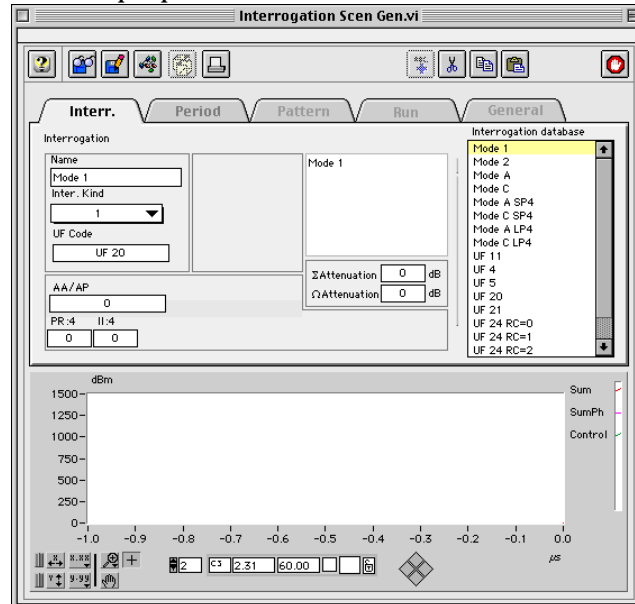 Interrogation Scen Gen.vi
Interr.
Period
Pattern
Run
General
Interrogation
Interrogation database
Name
Mode 1
Inter. Kind
1
UF Code
UF 20
Mode 1
ΣAttenuation 0 dB
ΩAttenuation 0 dB
AA/AP
0
PR:4 II:4
0 0
Mode 1
Mode 2
Mode A
Mode C
Mode A SP4
Mode C SP4
Mode A LP4
Mode C LP4
UF 11
UF 4
UF 5
UF 20
UF 21
UF 24 RC=0
UF 24 RC=1
UF 24 RC=2
dBm
1500
1250
1000
750
500
250
0
-1.0 -0.9 -0.8 -0.7 -0.6 -0.5 -0.4 -0.3 -0.2 -0.1 0.0
µs
Sum
SumPh
Control
2 C3 2.31 60.00